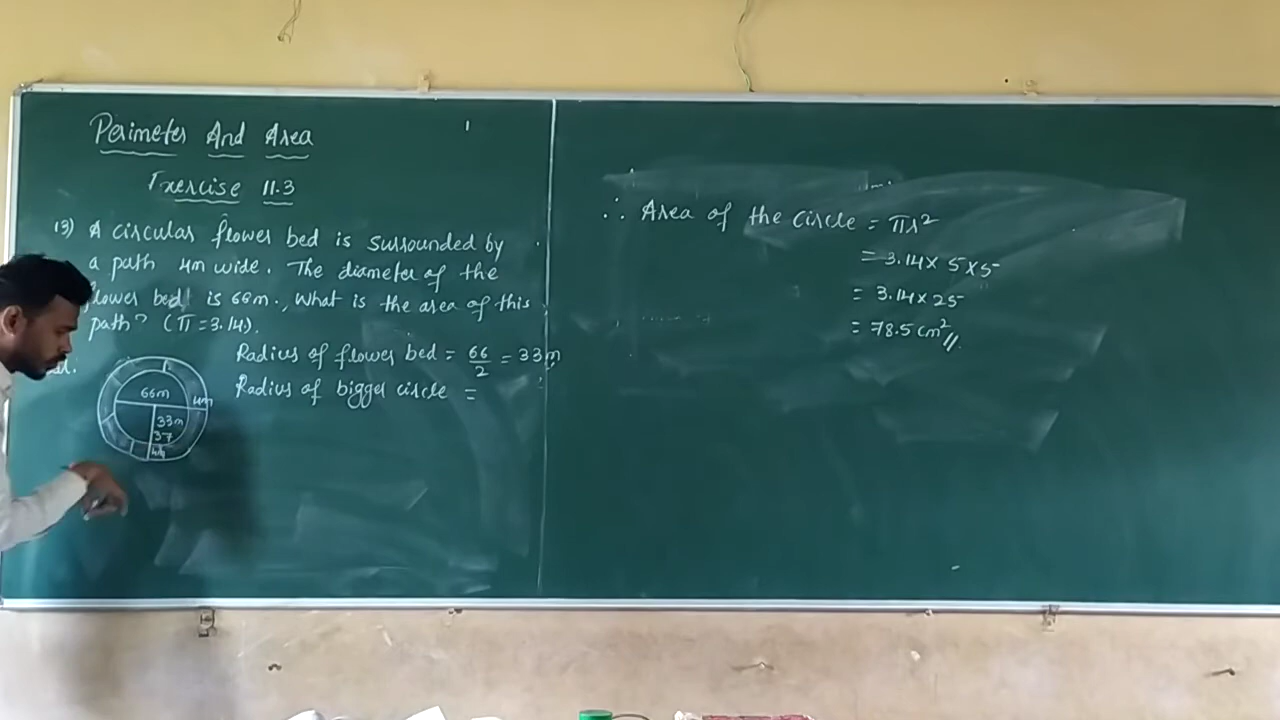 Perimeter And Area
Exercise 11.3
13) A circular flower bed is surrounded by
a path 4m wide. The diameter of the
flower bed is 66m., What is the area of this
path? (π = 3.14).
Radius of flower bed = 66/2 = 33m
Radius of bigger circle =
66m
4m
33m
37
4m
∴ Area of the circle = πr²
= 3.14 x 5 x 5
= 3.14 x 25
= 78.5 cm²//.